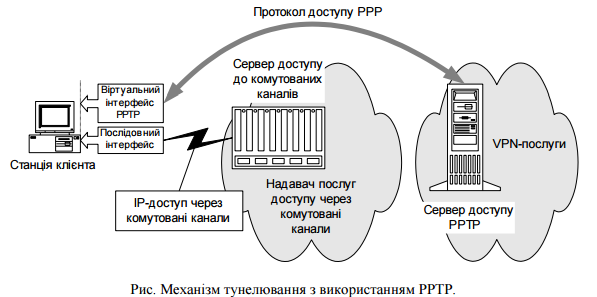 Протокол доступу PPP
Сервер доступу
до комутованих
каналів
Віртуальний
інтерфейс
PPTP
Послідовний
інтерфейс
Станція клієнта
VPN-послуги
IP-доступ через
комутовані канали
Надавач послуг
доступу через
комутовані
канали
Сервер доступу
PPTP
Рис. Механізм тунелювання з використанням PPTP.